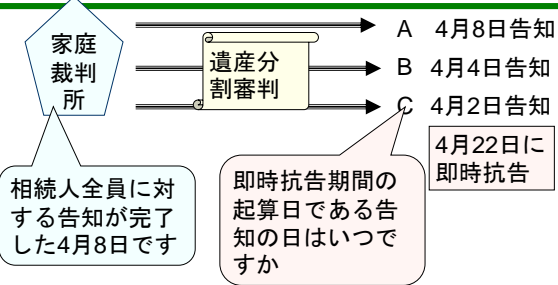 家庭
裁判
所
遺産分
割審判
A 4月8日告知
B 4月4日告知
C 4月2日告知
4月22日に
即時抗告
相続人全員に対
する告知が完了
した4月8日です
即時抗告期間の
起算日である告
知の日はいつで
すか